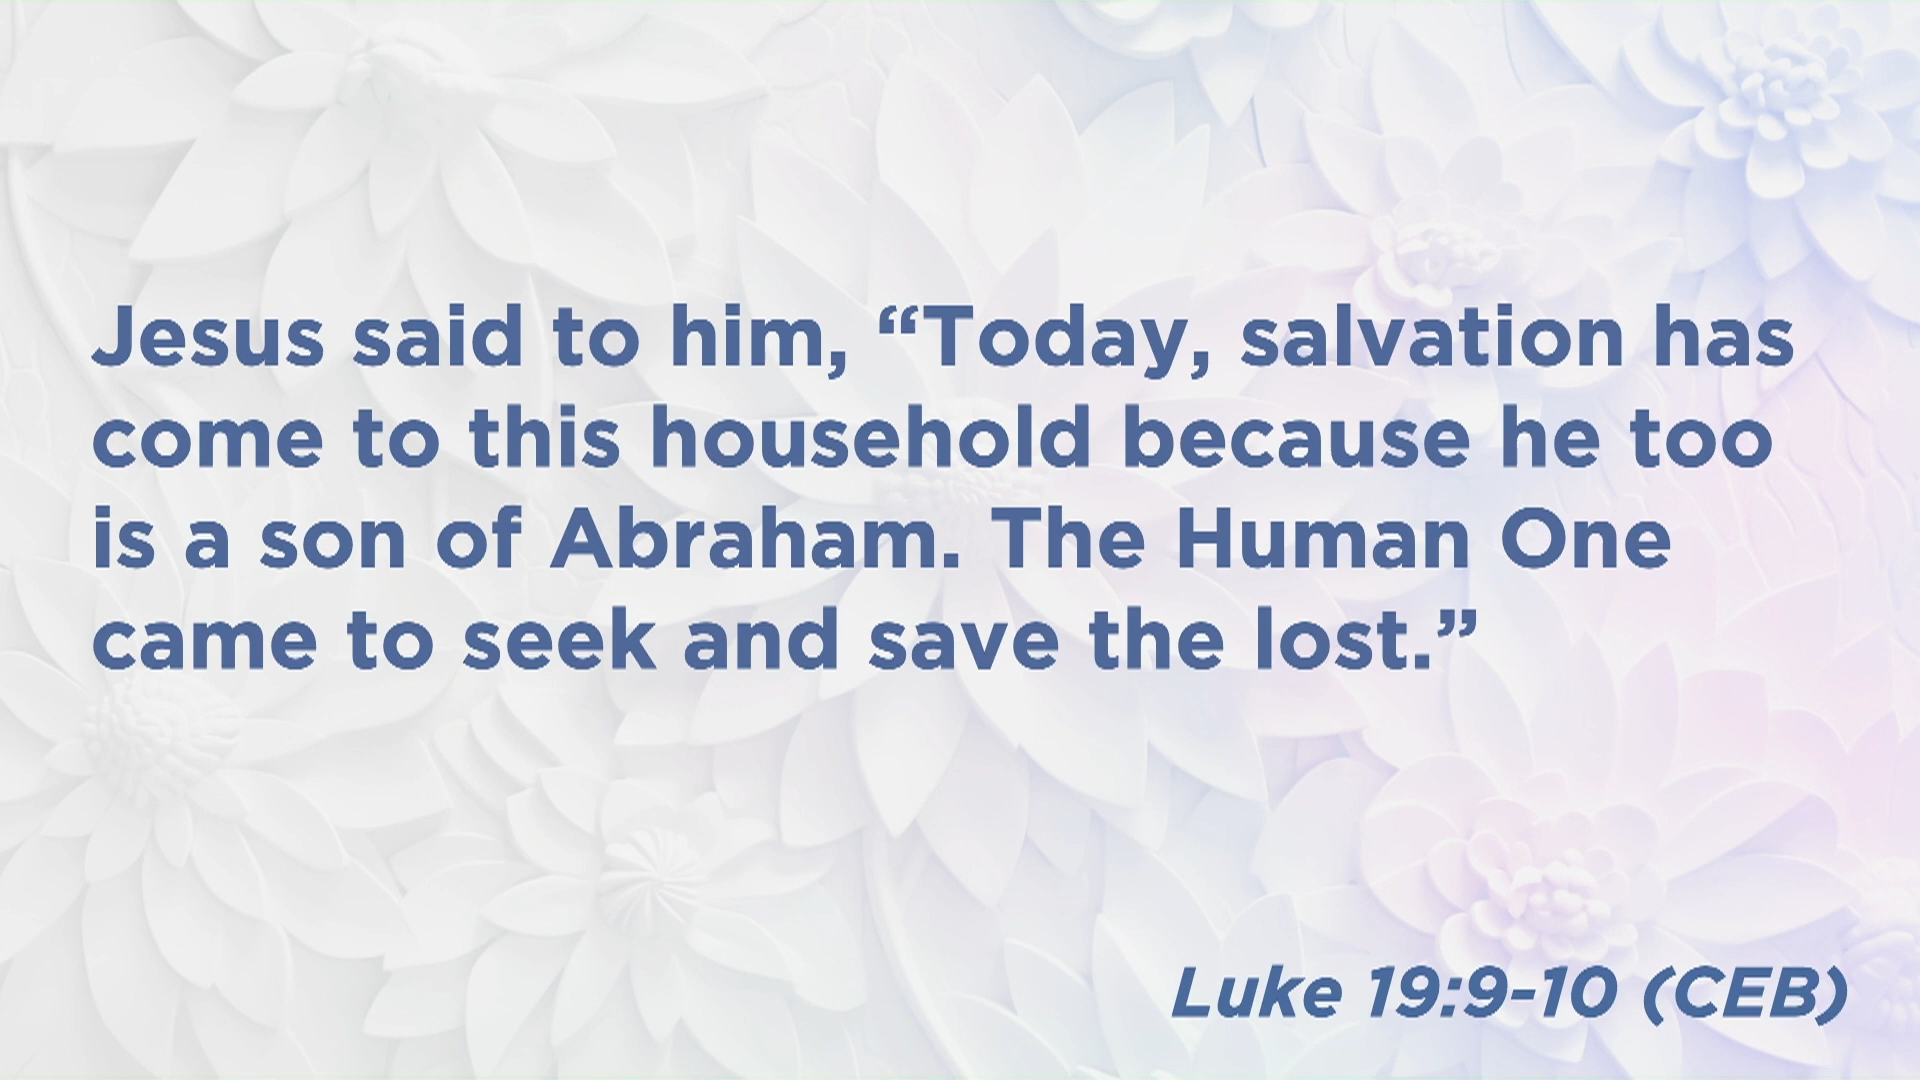 Jesus said to him, “Today, salvation has
come to this household because he too
is a son of Abraham. The Human One
came to seek and save the lost.”
Luke 19:9-10 (CEB)